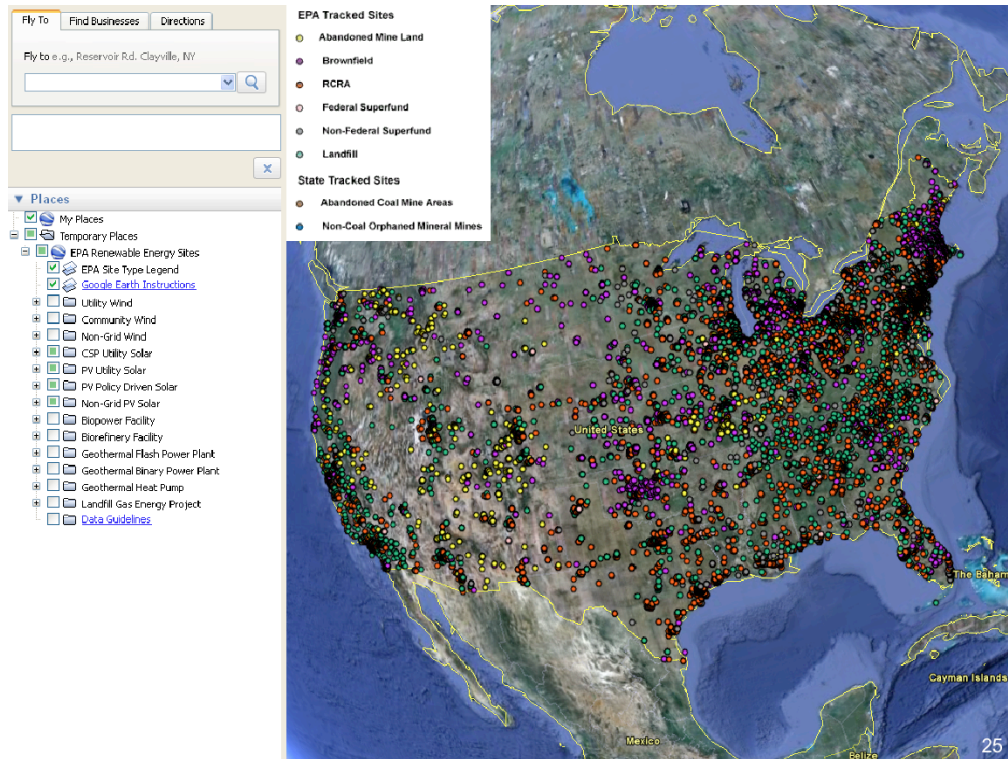 Fly To
Find Businesses
Directions
Fly to e.g., Reservoir Rd. Clayville, NY
Places
My Places
Temporary Places
EPA Renewable Energy Sites
EPA Site Type Legend
Google Earth Instructions
Utility Wind
Community Wind
Non-Grid Wind
CSP Utility Solar
PV Utility Solar
PV Policy Driven Solar
Non-Grid PV Solar
Biopower Facility
Biorefinery Facility
Geothermal Flash Power Plant
Geothermal Binary Power Plant
Geothermal Heat Pump
Landfill Gas Energy Project
Data Guidelines
EPA Tracked Sites
Abandoned Mine Land
Brownfield
RCRA
Federal Superfund
Non-Federal Superfund
Landfill
State Tracked Sites
Abandoned Coal Mine Areas
Non-Coal Orphaned Mineral Mines
United States
The Baham
Cayman Islands
Mexico
Belize
25